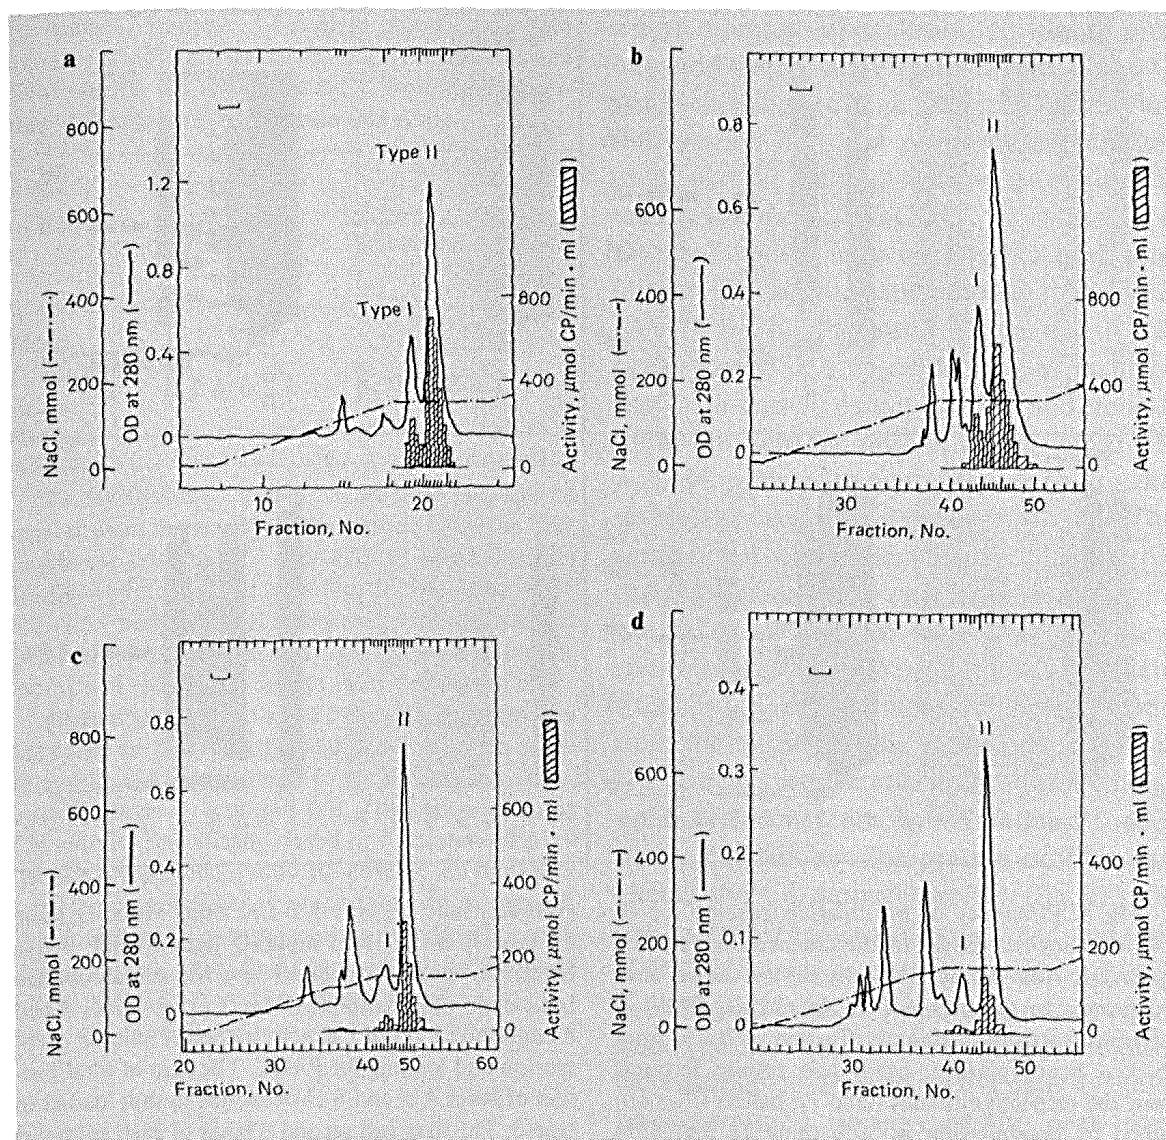 a
NaCl, mmol (—·—·—)
800
600
400
200
0
OD at 280 nm (——)
1.2
0.8
0.4
0
Type I
Type II
800
400
0
Activity, µmol CP/min · ml ( )
10
20
Fraction, No.
b
NaCl, mmol (—·—)
600
400
200
0
OD at 280 nm (——)
0.8
0.6
0.4
0.2
0
I
II
800
400
0
Activity, µmol CP/min · ml ( )
30
40
50
Fraction, No.
c
NaCl, mmol (—·—·—)
800
600
400
200
0
OD at 280 nm (——)
0.8
0.6
0.4
0.2
0
I
II
600
400
200
0
Activity, µmol CP/min · ml ( )
20
30
40
50
60
Fraction, No.
d
NaCl, mmol (—·—·—)
600
400
200
0
OD at 280 nm (——)
0.4
0.3
0.2
0.1
0
I
II
400
200
0
Activity, µmol CP/min · ml ( )
30
40
50
Fraction, No.